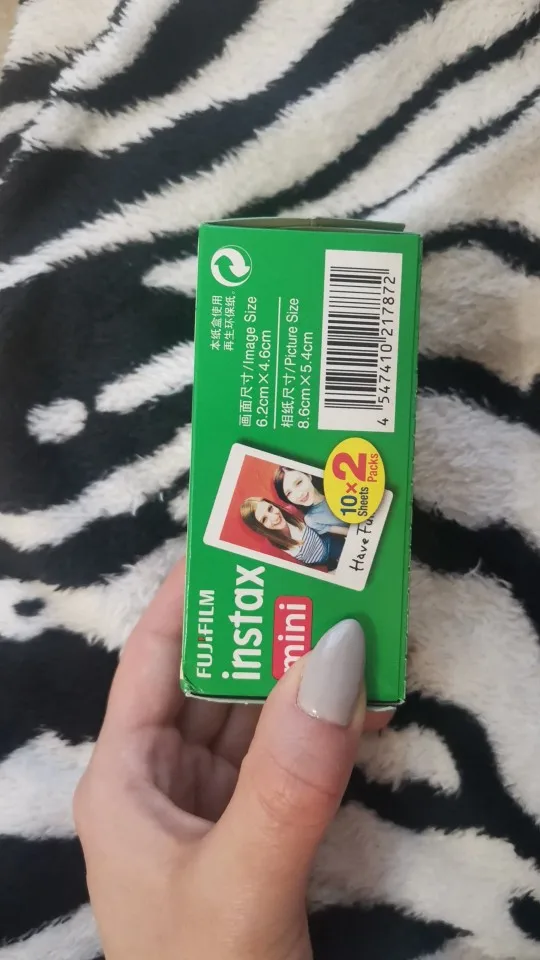 FUJIFILM
instax
mini
Have Fu
10×2
Sheets Packs
本纸盒使用
再生环保纸。
画面尺寸/Image Size
6.2cm×4.6cm
相纸尺寸/Picture Size
8.6cm×5.4cm
4 547410 217872